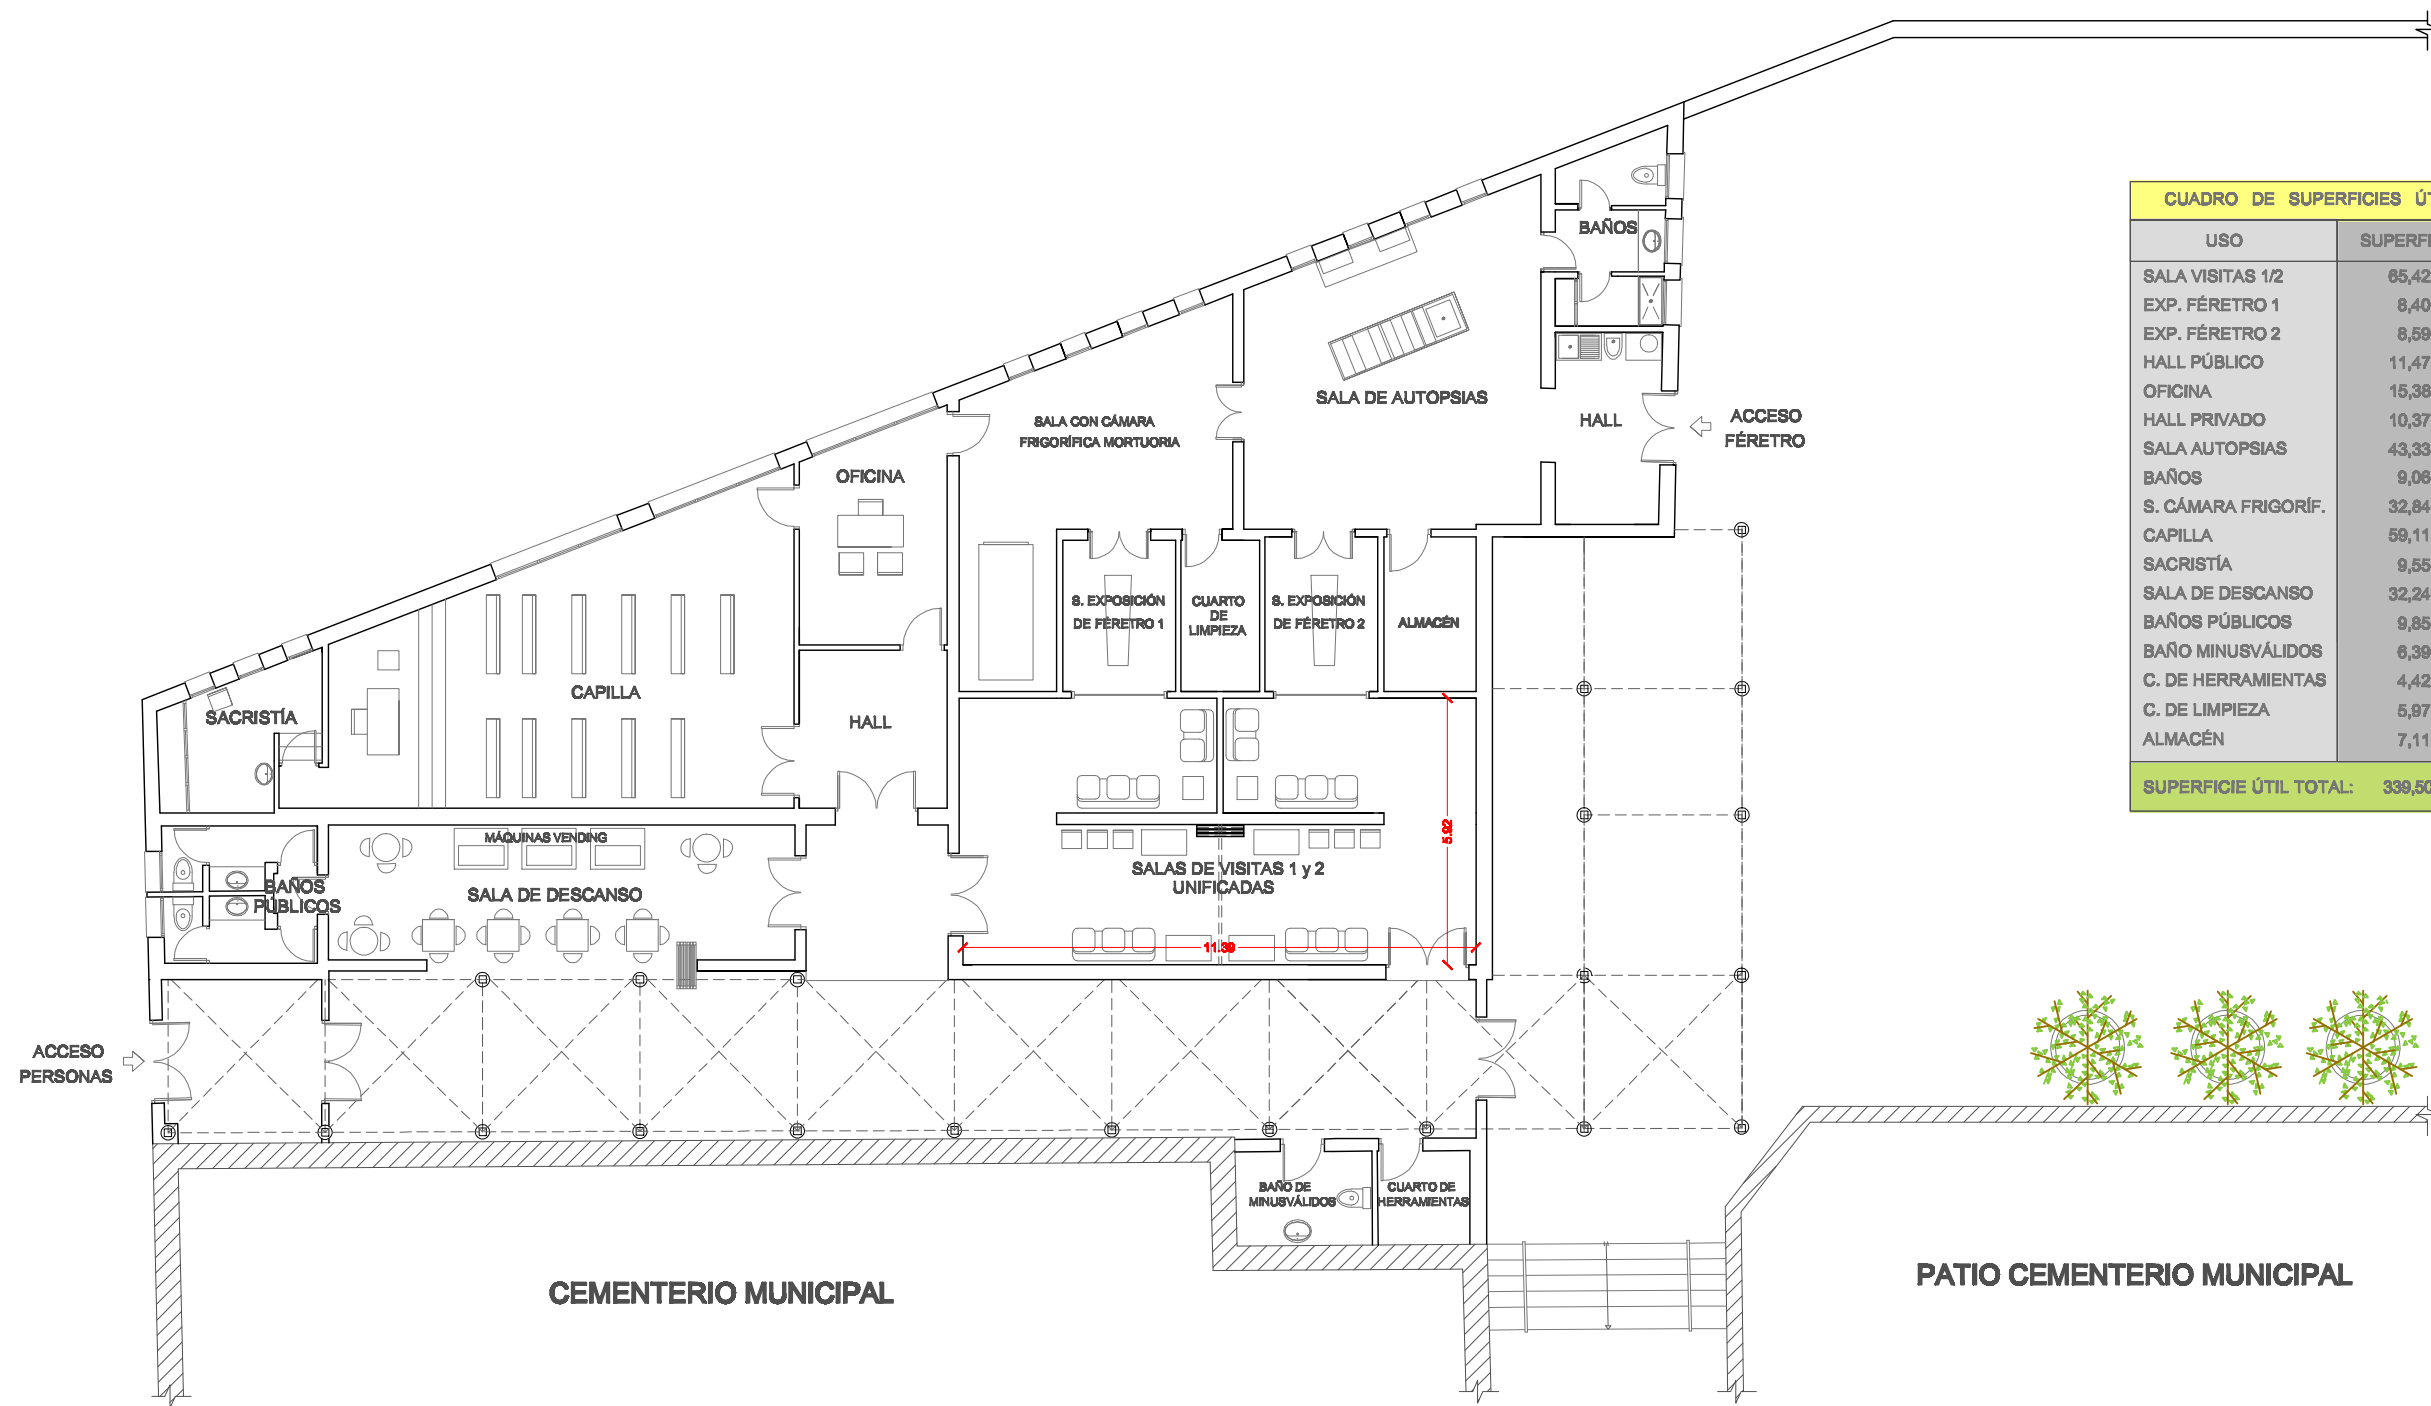 CUADRO DE SUPERFICIES
USO
SUPERFI
SALA VISITAS 1/2 65,42
EXP. FÉRETRO 1 8,40
EXP. FÉRETRO 2 8,59
HALL PÚBLICO 11,47
OFICINA 15,38
HALL PRIVADO 10,37
SALA AUTOPSIAS 43,33
BAÑOS 9,06
S. CÁMARA FRIGORÍF. 32,84
CAPILLA 59,11
SACRISTÍA 9,55
SALA DE DESCANSO 32,24
BAÑOS PÚBLICOS 9,85
BAÑO MINUSVÁLIDOS 6,39
C. DE HERRAMIENTAS 4,42
C. DE LIMPIEZA 5,97
ALMACÉN 7,11
SUPERFICIE ÚTIL TOTAL: 339,50
BAÑOS
SALA DE AUTOPSIAS
HALL
ACCESO
FÉRETRO
SALA CON CÁMARA
FRIGORÍFICA MORTUORIA
OFICINA
S. EXPOSICIÓN
DE FÉRETRO 1
CUARTO
DE
LIMPIEZA
S. EXPOSICIÓN
DE FÉRETRO 2
ALMACÉN
CAPILLA
SACRISTÍA
HALL
MÁQUINAS VENDING
SALA DE DESCANSO
BAÑOS
PÚBLICOS
SALAS DE VISITAS 1 y 2
UNIFICADAS
5.92
11.39
ACCESO
PERSONAS
BAÑO DE
MINUSVÁLIDOS
CUARTO DE
HERRAMIENTAS
CEMENTERIO MUNICIPAL
PATIO CEMENTERIO MUNICIPAL